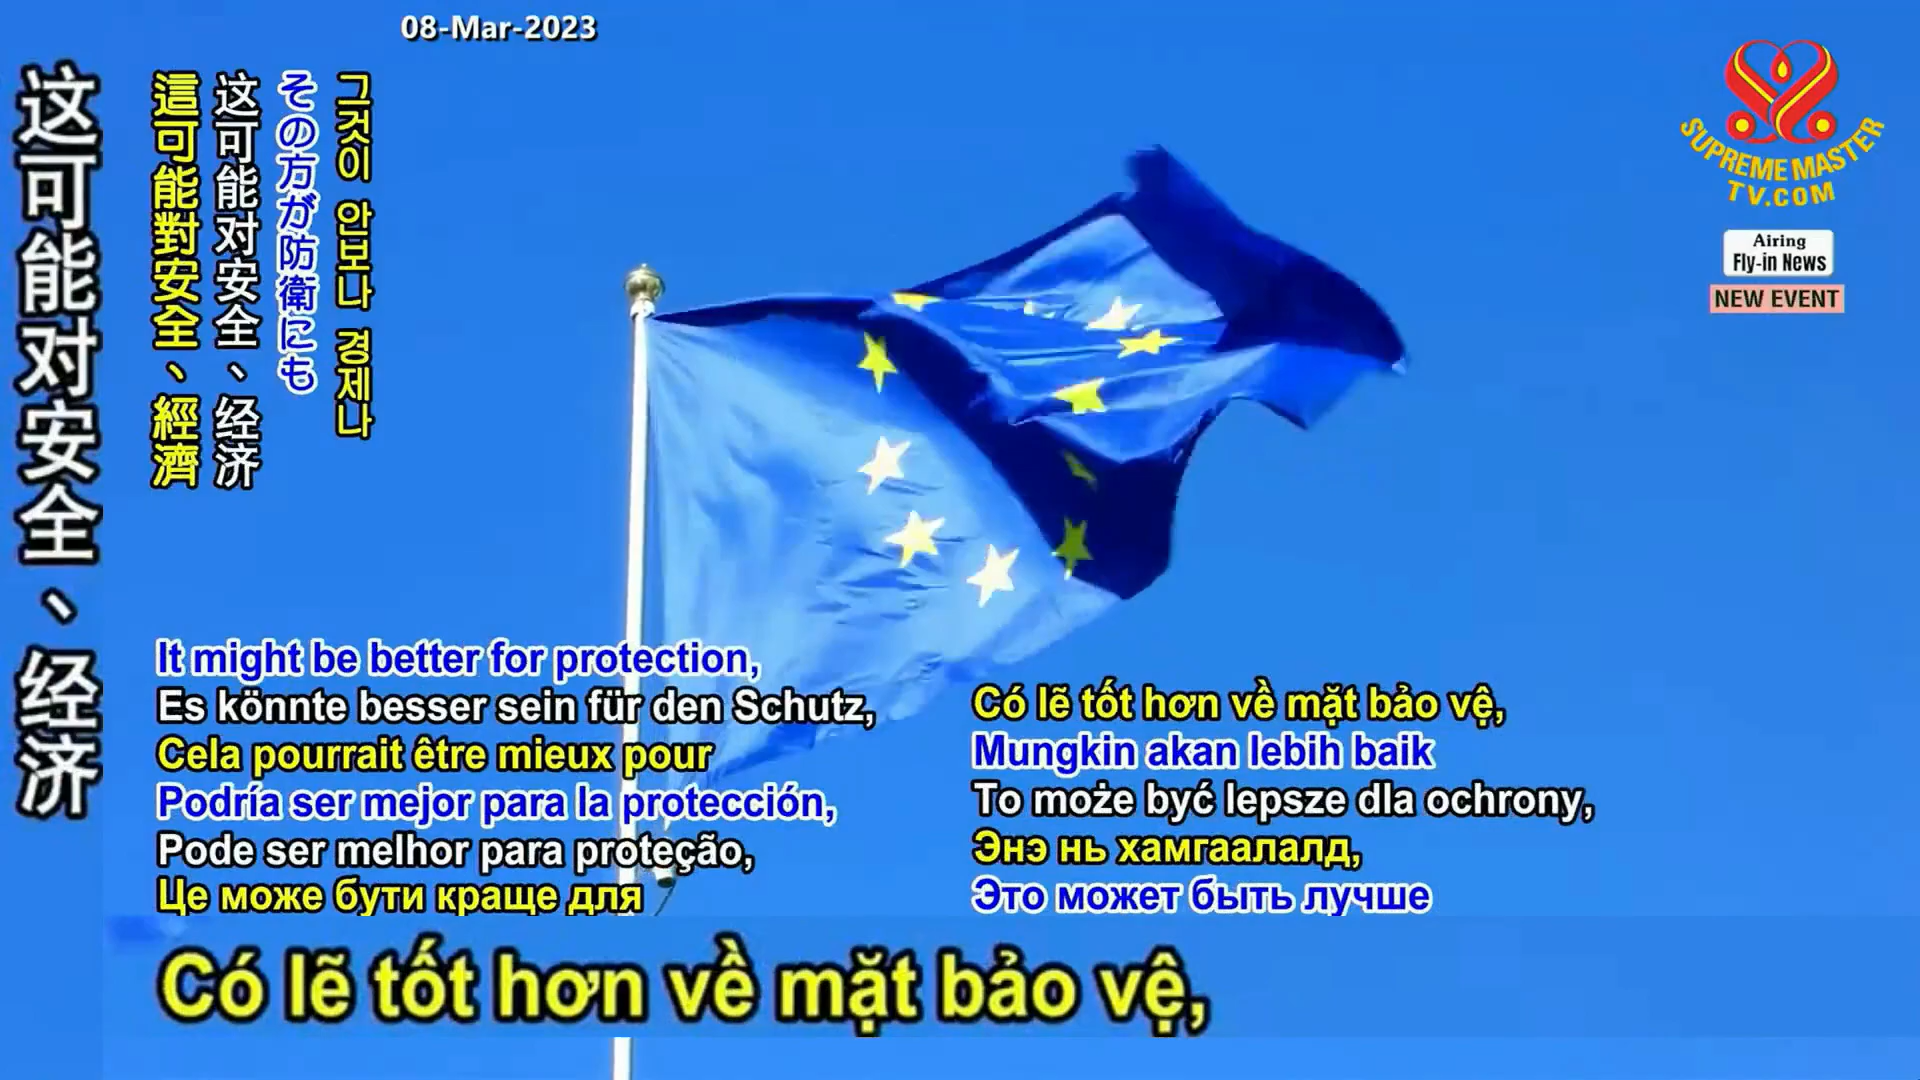 08-Mar-2023
这可能对安全、经济
這可能對安全、經濟
这可能对安全、经济
その方が防衛にも
그것이 안보나 경제나
SUPREME MASTER
TV.COM
Airing
Fly-in News
NEW EVENT
It might be better for protection,
Es könnte besser sein für den Schutz,
Cela pourrait être mieux pour
Podría ser mejor para la protección,
Pode ser melhor para proteção,
Це може бути краще для
Có lẽ tốt hơn về mặt bảo vệ,
Mungkin akan lebih baik
To może być lepsze dla ochrony,
Энэ нь хамгаалалд,
Это может быть лучше
Có lẽ tốt hơn về mặt bảo vệ,